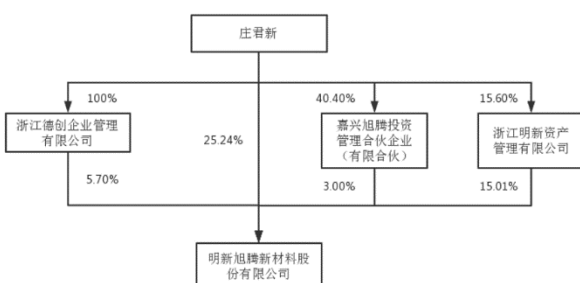 庄君新
100%
40.40%
15.60%
浙江德创企业管理
有限公司
25.24%
嘉兴旭腾投资
管理合伙企业
（有限合伙）
浙江明新资产
管理有限公司
5.70%
3.00%
15.01%
明新旭腾新材料股
份有限公司